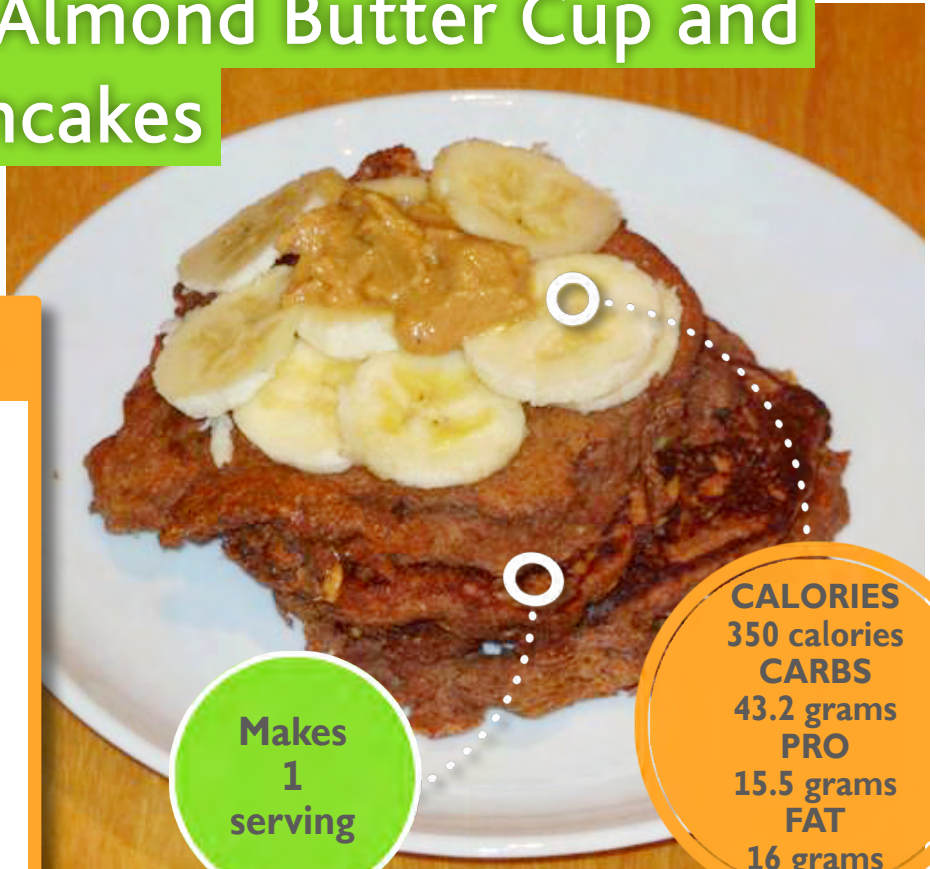 Almond Butter Cup and
ncakes
CALORIES
350 calories
CARBS
43.2 grams
PRO
15.5 grams
FAT
16 grams
Makes
1
serving